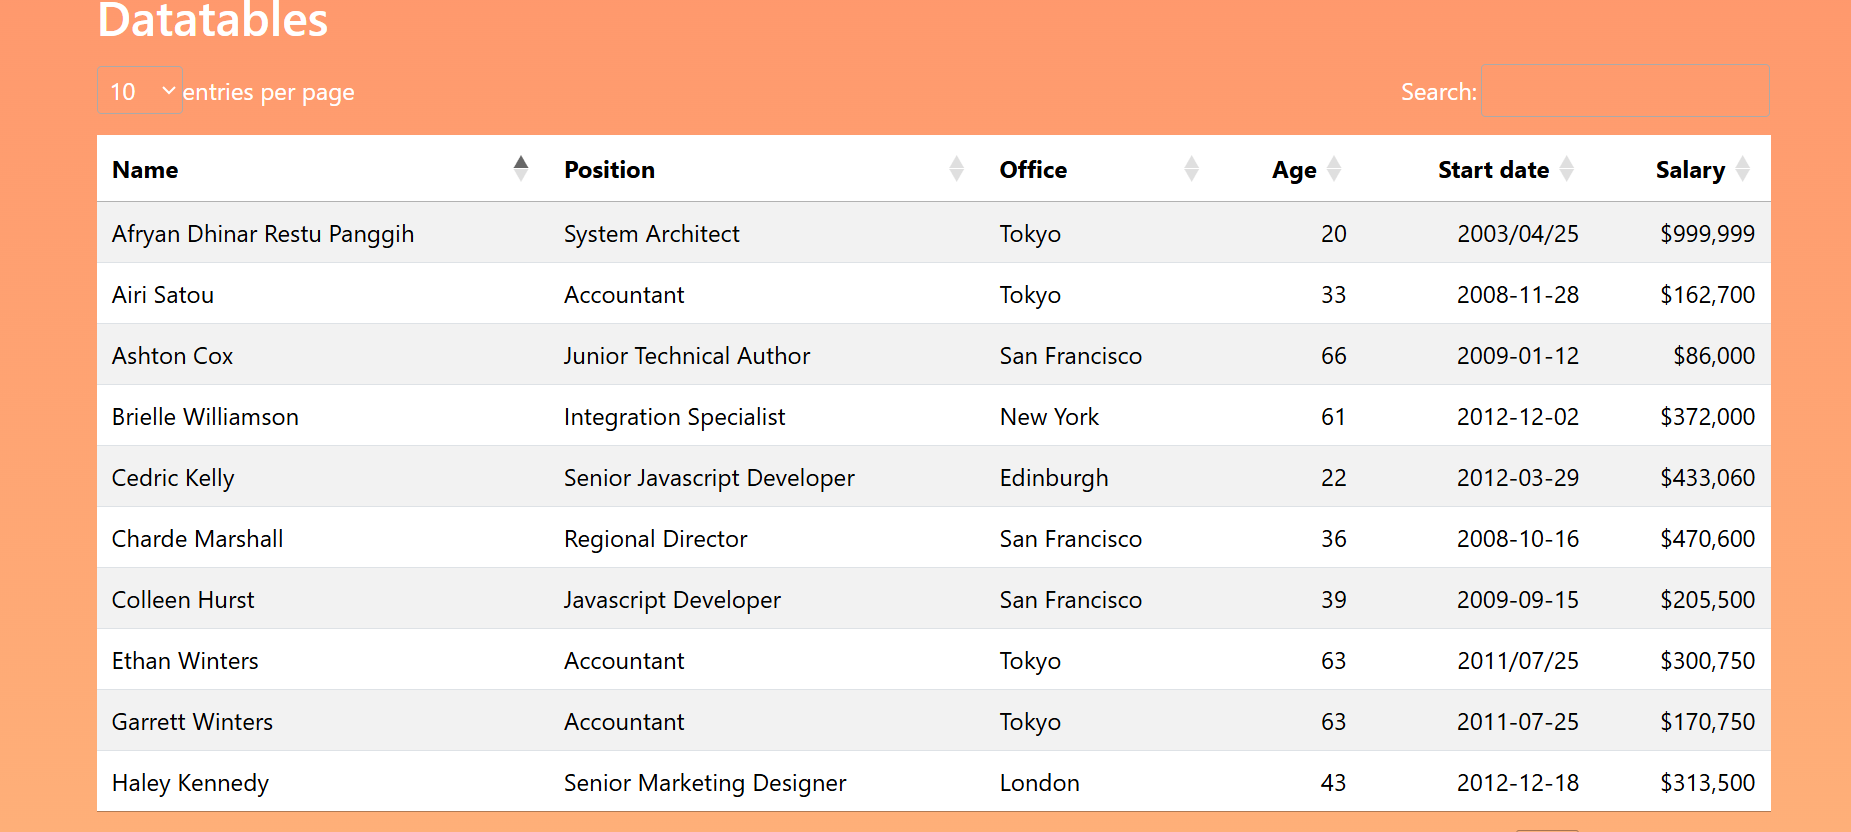 Datatables
10 entries per page Search:
Name Position Office Age Start date Salary
Afryan Dhinar Restu Panggih System Architect Tokyo 20 2003/04/25 $999,999
Airi Satou Accountant Tokyo 33 2008-11-28 $162,700
Ashton Cox Junior Technical Author San Francisco 66 2009-01-12 $86,000
Brielle Williamson Integration Specialist New York 61 2012-12-02 $372,000
Cedric Kelly Senior Javascript Developer Edinburgh 22 2012-03-29 $433,060
Charde Marshall Regional Director San Francisco 36 2008-10-16 $470,600
Colleen Hurst Javascript Developer San Francisco 39 2009-09-15 $205,500
Ethan Winters Accountant Tokyo 63 2011/07/25 $300,750
Garrett Winters Accountant Tokyo 63 2011-07-25 $170,750
Haley Kennedy Senior Marketing Designer London 43 2012-12-18 $313,500